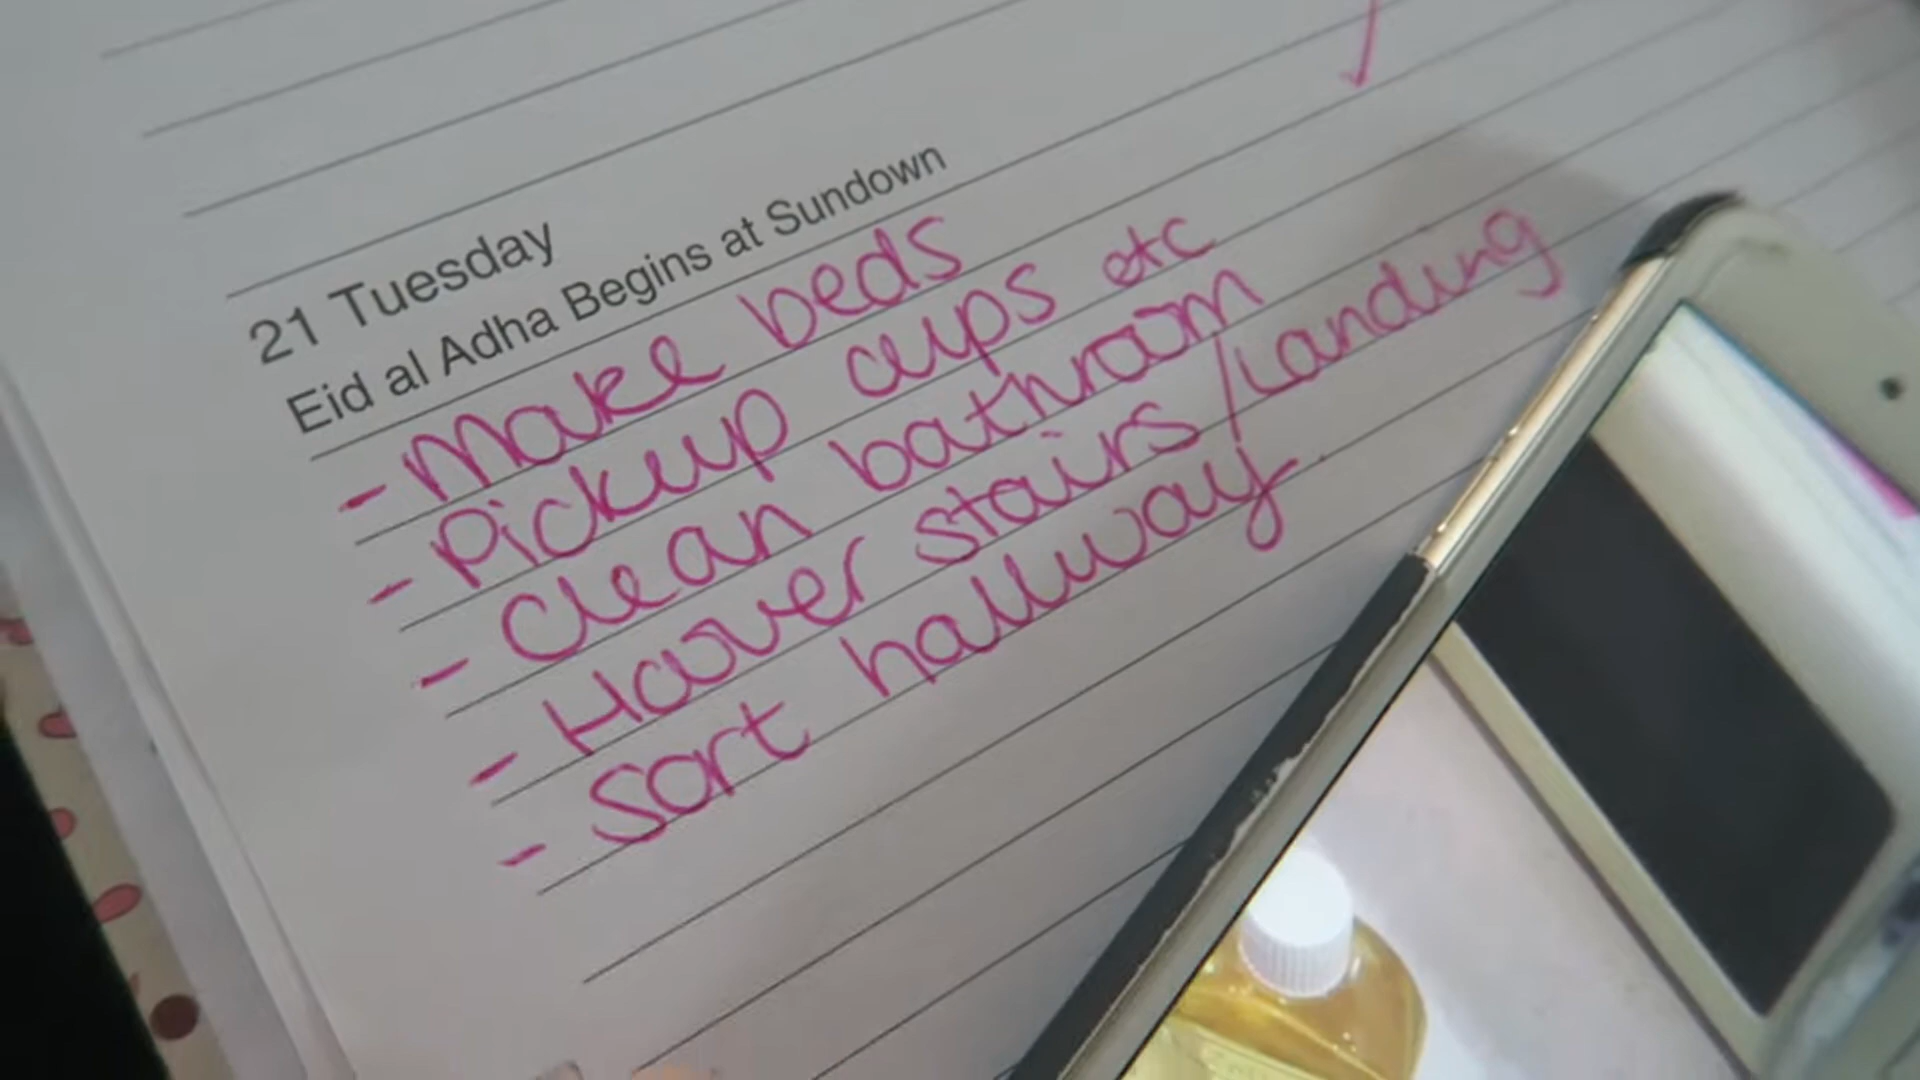 21 Tuesday
Eid al Adha Begins at Sundown
- Make beds
- Pickup cups etc
- Clean bathroom
- Hoover stairs/Landing
- Sort hallway.